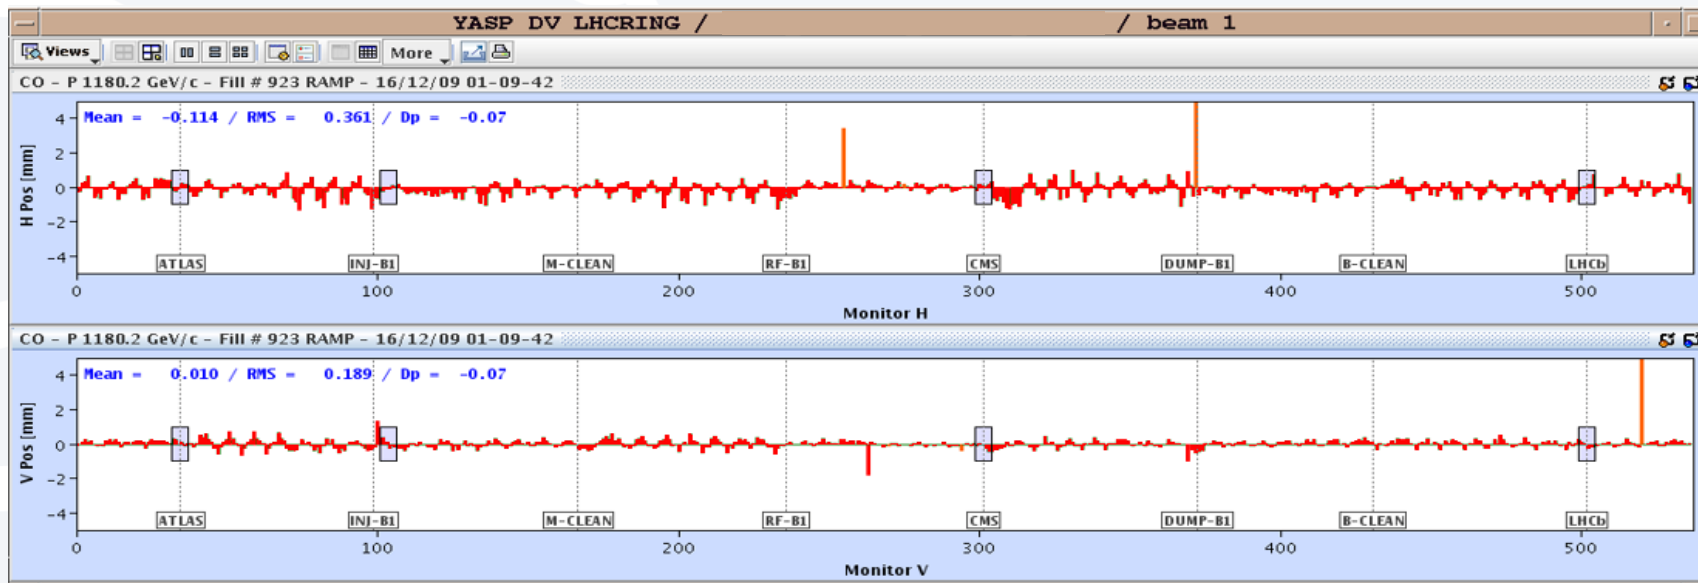 YASP DV LHCRING / / beam 1
Views More
CO - P 1180.2 GeV/c - Fill # 923 RAMP - 16/12/09 01-09-42
Mean = -0.114 / RMS = 0.361 / Dp = -0.07
H Pos [mm]
4
2
0
-2
-4
ATLAS INJ-B1 M-CLEAN RF-B1 CMS DUMP-B1 B-CLEAN LHCb
0 100 200 300 400 500
Monitor H
CO - P 1180.2 GeV/c - Fill # 923 RAMP - 16/12/09 01-09-42
Mean = 0.010 / RMS = 0.189 / Dp = -0.07
V Pos [mm]
4
2
0
-2
-4
ATLAS INJ-B1 M-CLEAN RF-B1 CMS DUMP-B1 B-CLEAN LHCb
0 100 200 300 400 500
Monitor V